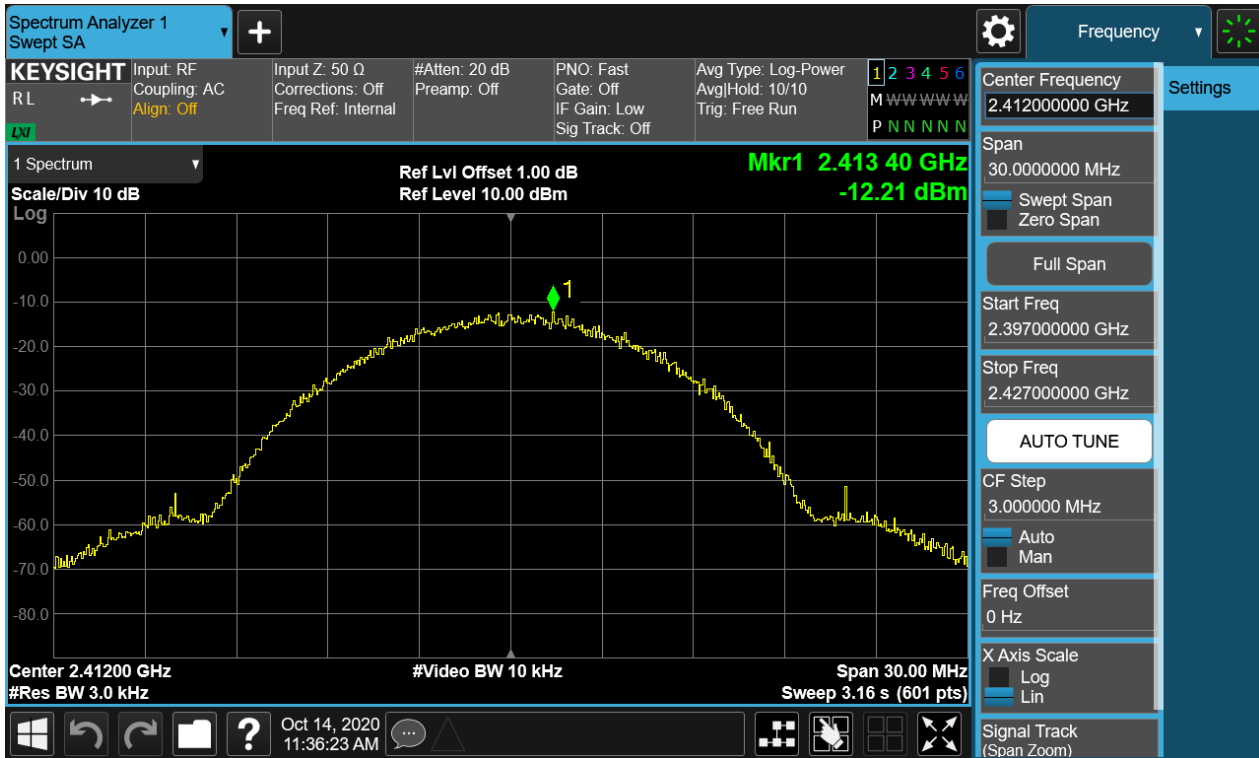 Spectrum Analyzer 1
Swept SA
+
Frequency
KEYSIGHT
R L
LXI
Input: RF
Coupling: AC
Align: Off
Input Z: 50 Ω
Corrections: Off
Freq Ref: Internal
#Atten: 20 dB
Preamp: Off
PNO: Fast
Gate: Off
IF Gain: Low
Sig Track: Off
Avg Type: Log-Power
Avg|Hold: 10/10
Trig: Free Run
1 2 3 4 5 6
M W W W W W
P N N N N N
1 Spectrum
Scale/Div 10 dB
Ref Lvl Offset 1.00 dB
Ref Level 10.00 dBm
Mkr1 2.413 40 GHz
-12.21 dBm
Log
0.00
-10.0
-20.0
-30.0
-40.0
-50.0
-60.0
-70.0
-80.0
1
Center 2.41200 GHz
#Res BW 3.0 kHz
#Video BW 10 kHz
Span 30.00 MHz
Sweep 3.16 s (601 pts)
Center Frequency
2.412000000 GHz
Span
30.0000000 MHz
Swept Span
Zero Span
Full Span
Start Freq
2.397000000 GHz
Stop Freq
2.427000000 GHz
AUTO TUNE
CF Step
3.000000 MHz
Auto
Man
Freq Offset
0 Hz
X Axis Scale
Log
Lin
Signal Track
(Span Zoom)
Settings
?
Oct 14, 2020
11:36:23 AM